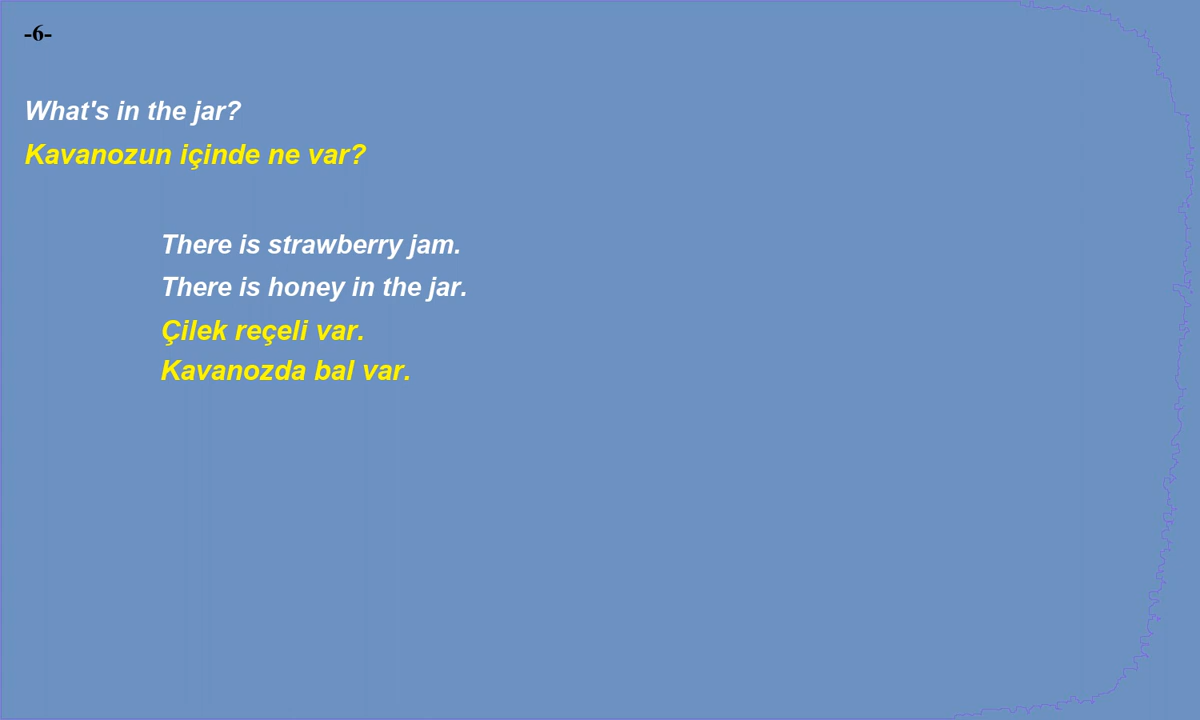 -6-
What's in the jar?
Kavanozun içinde ne var?
There is strawberry jam.
There is honey in the jar.
Çilek reçeli var.
Kavanozda bal var.